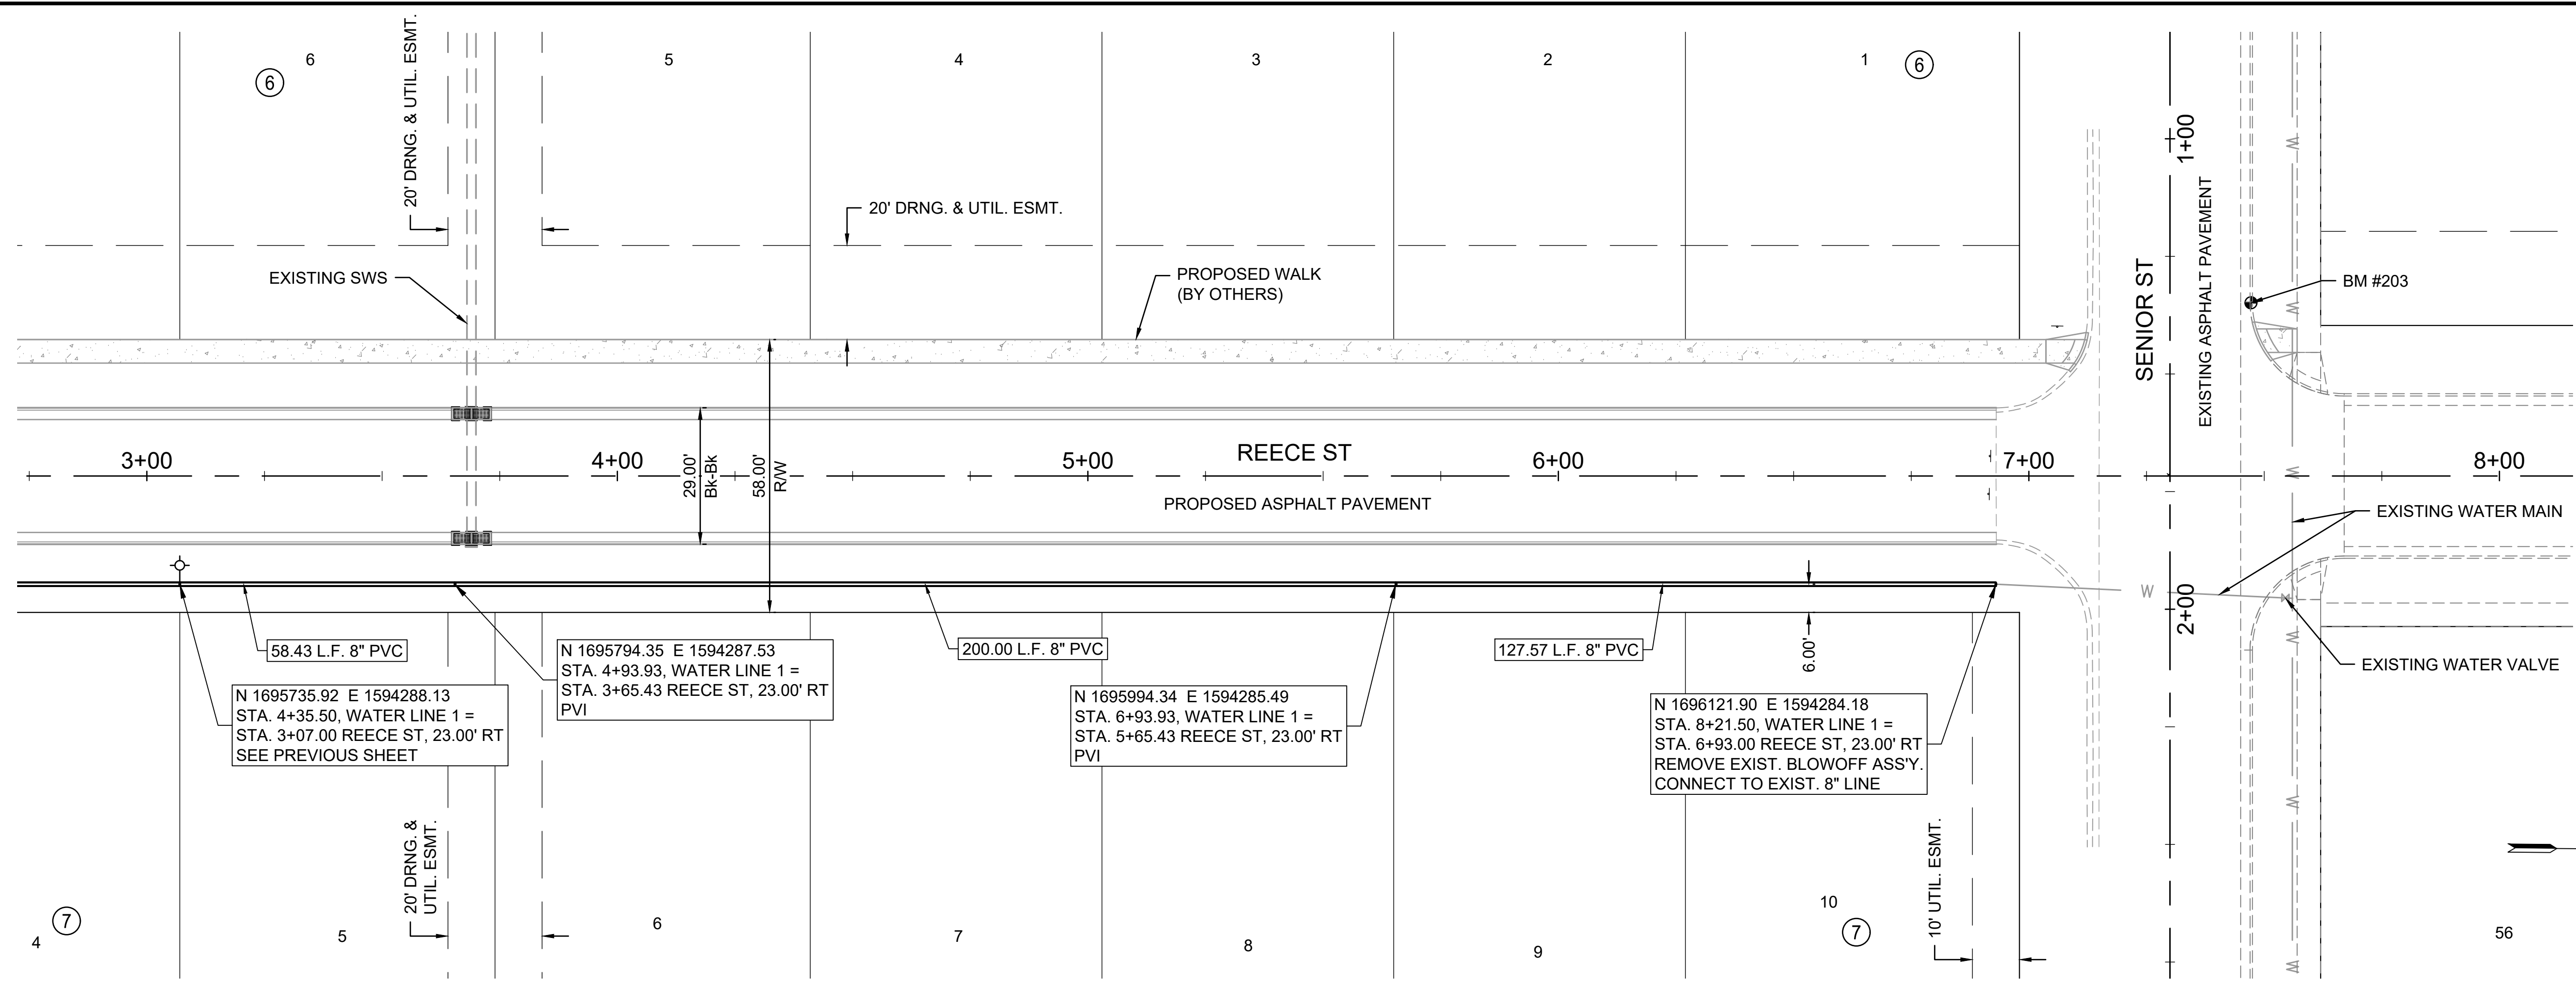 6
6
5
4
3
2
1
6
20' DRNG. & UTIL. ESMT.
20' DRNG. & UTIL. ESMT.
EXISTING SWS
PROPOSED WALK
(BY OTHERS)
1+00
SENIOR ST
EXISTING ASPHALT PAVEMENT
BM #203
W
W
3+00
4+00
5+00
REECE ST
6+00
7+00
8+00
29.00'
Bk-Bk
58.00'
R/W
PROPOSED ASPHALT PAVEMENT
W
EXISTING WATER MAIN
W
2+00
EXISTING WATER VALVE
W
58.43 L.F. 8" PVC
N 1695735.92 E 1594288.13
STA. 4+35.50, WATER LINE 1 =
STA. 3+07.00 REECE ST, 23.00' RT
SEE PREVIOUS SHEET
N 1695794.35 E 1594287.53
STA. 4+93.93, WATER LINE 1 =
STA. 3+65.43 REECE ST, 23.00' RT
PVI
200.00 L.F. 8" PVC
N 1695994.34 E 1594285.49
STA. 6+93.93, WATER LINE 1 =
STA. 5+65.43 REECE ST, 23.00' RT
PVI
127.57 L.F. 8" PVC
6.00'
N 1696121.90 E 1594284.18
STA. 8+21.50, WATER LINE 1 =
STA. 6+93.00 REECE ST, 23.00' RT
REMOVE EXIST. BLOWOFF ASS'Y.
CONNECT TO EXIST. 8" LINE
W
W
20' DRNG. &
UTIL. ESMT.
10' UTIL. ESMT.
4
7
5
6
7
8
9
10
7
56